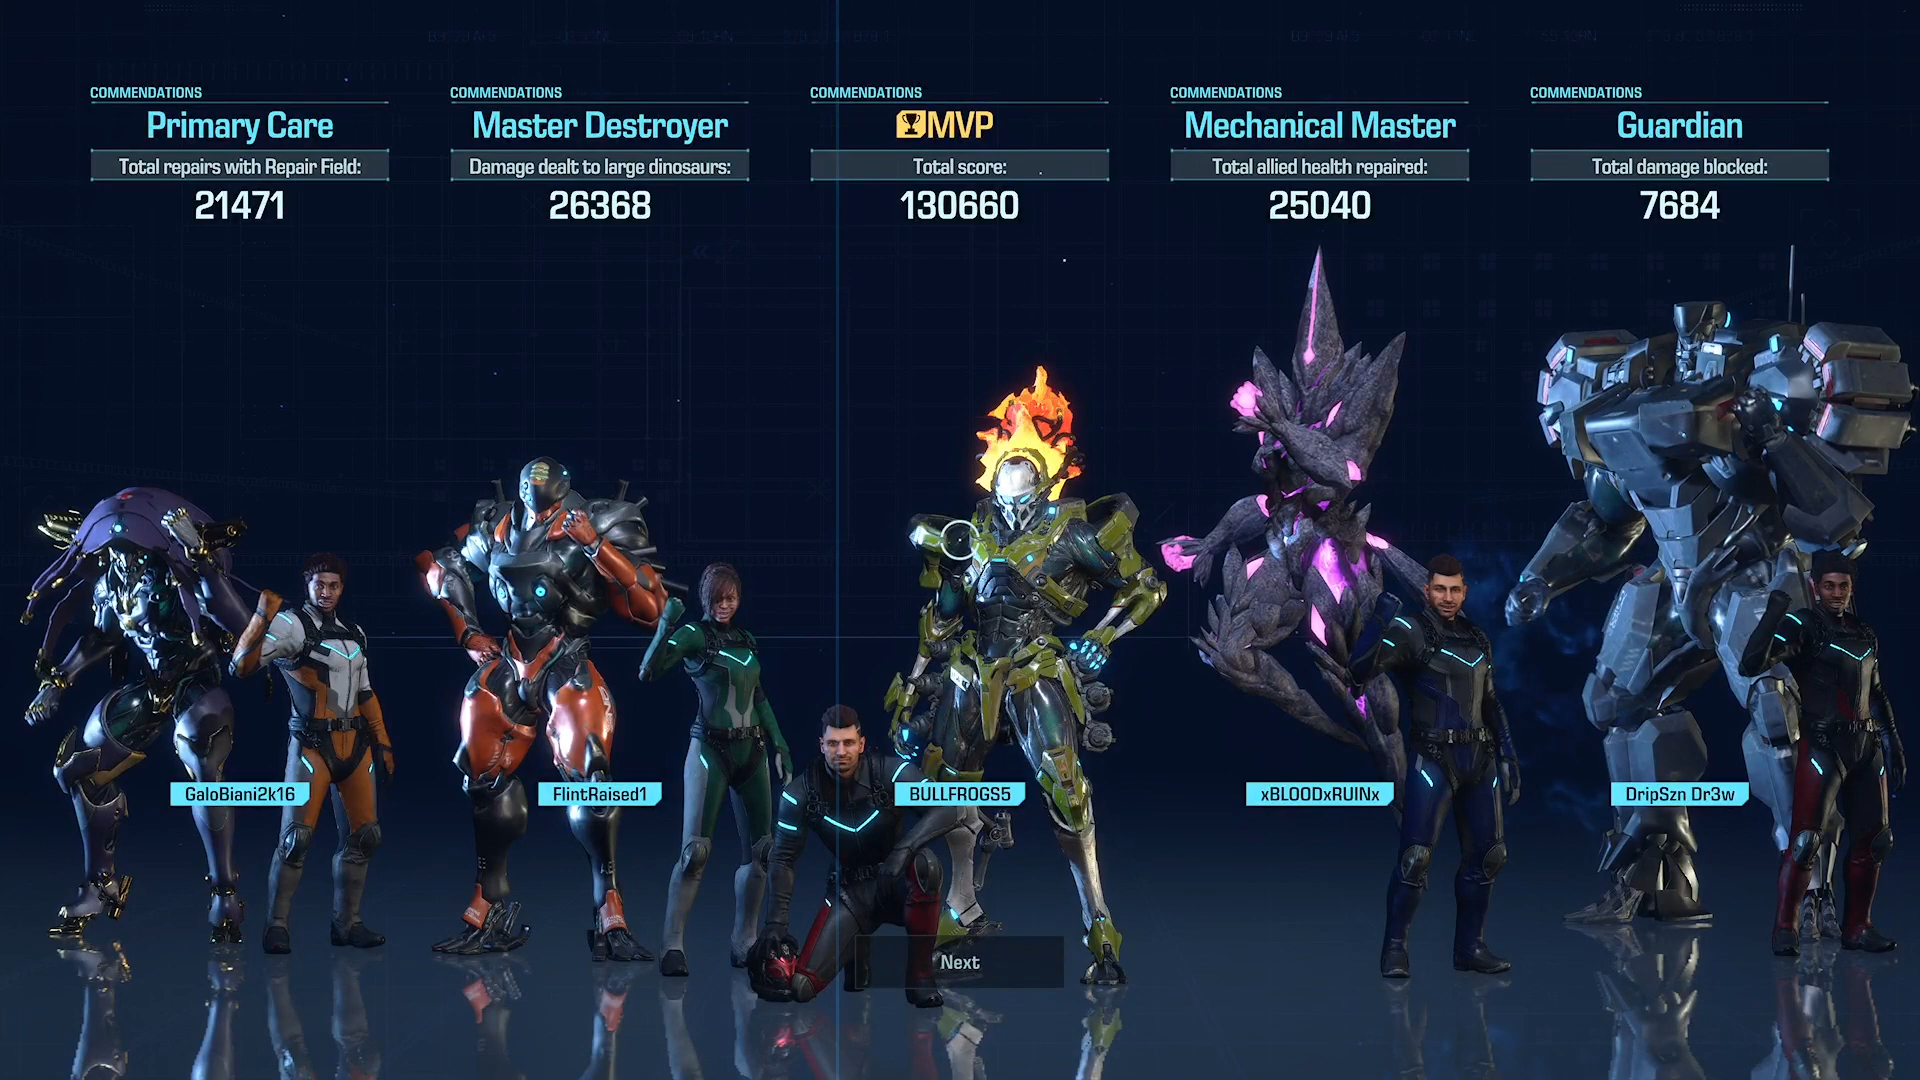 COMMENDATIONS
Primary Care
Total repairs with Repair Field:
21471
COMMENDATIONS
Master Destroyer
Damage dealt to large dinosaurs:
26368
COMMENDATIONS
MVP
Total score:
130660
COMMENDATIONS
Mechanical Master
Total allied health repaired:
25040
COMMENDATIONS
Guardian
Total damage blocked:
7684
GaloBiani2k16
FlintRaised1
BULLFROGS5
xBLOODxRUINx
DripSzn Dr3w
Next